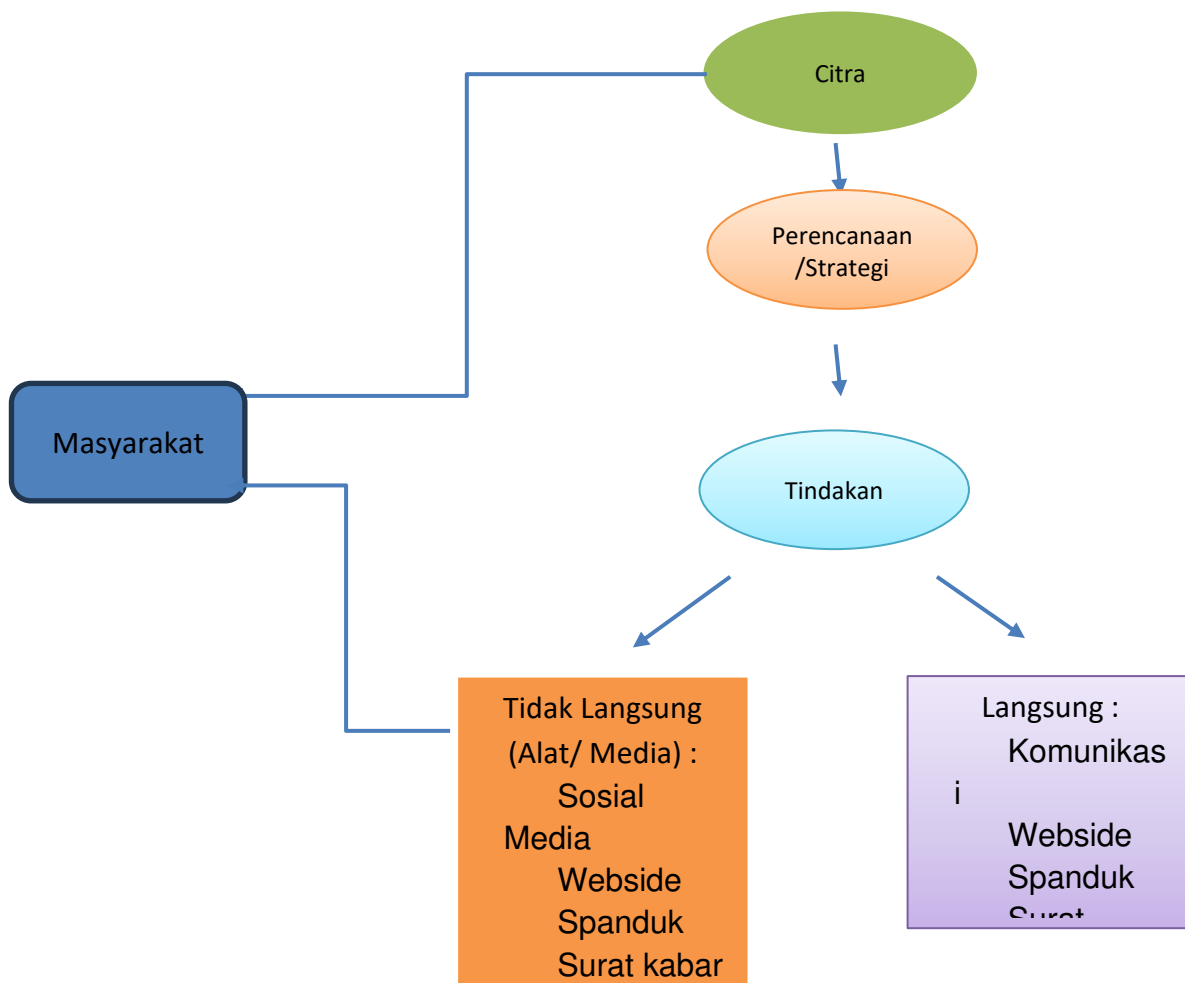 Citra
Perencanaan
/Strategi
Masyarakat
Tindakan
Tidak Langsung
(Alat/ Media) :
Sosial
Media
Webside
Spanduk
Surat kabar
Langsung :
Komunikas
i
Webside
Spanduk
Surat